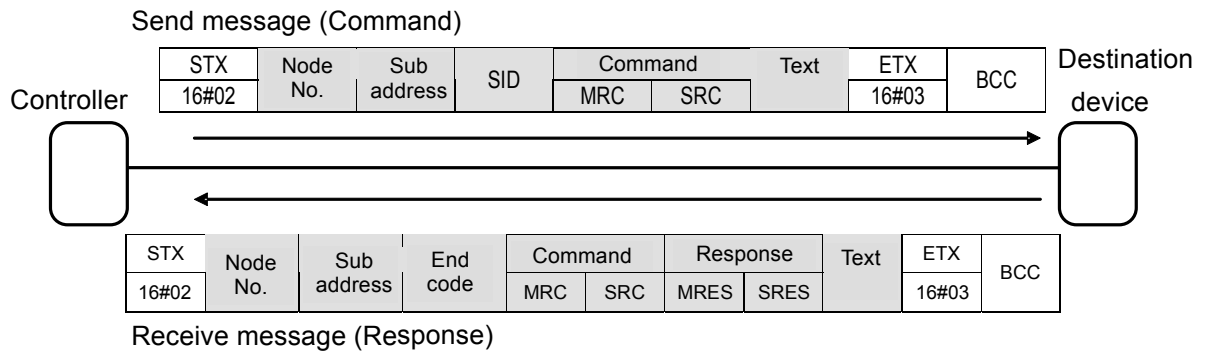 Send message (Command)
STX Node No. Sub address SID Command Text ETX BCC
16#02 MRC SRC 16#03
Controller
Destination device
STX Node No. Sub address End code Command Response Text ETX BCC
16#02 MRC SRC MRES SRES 16#03
Receive message (Response)